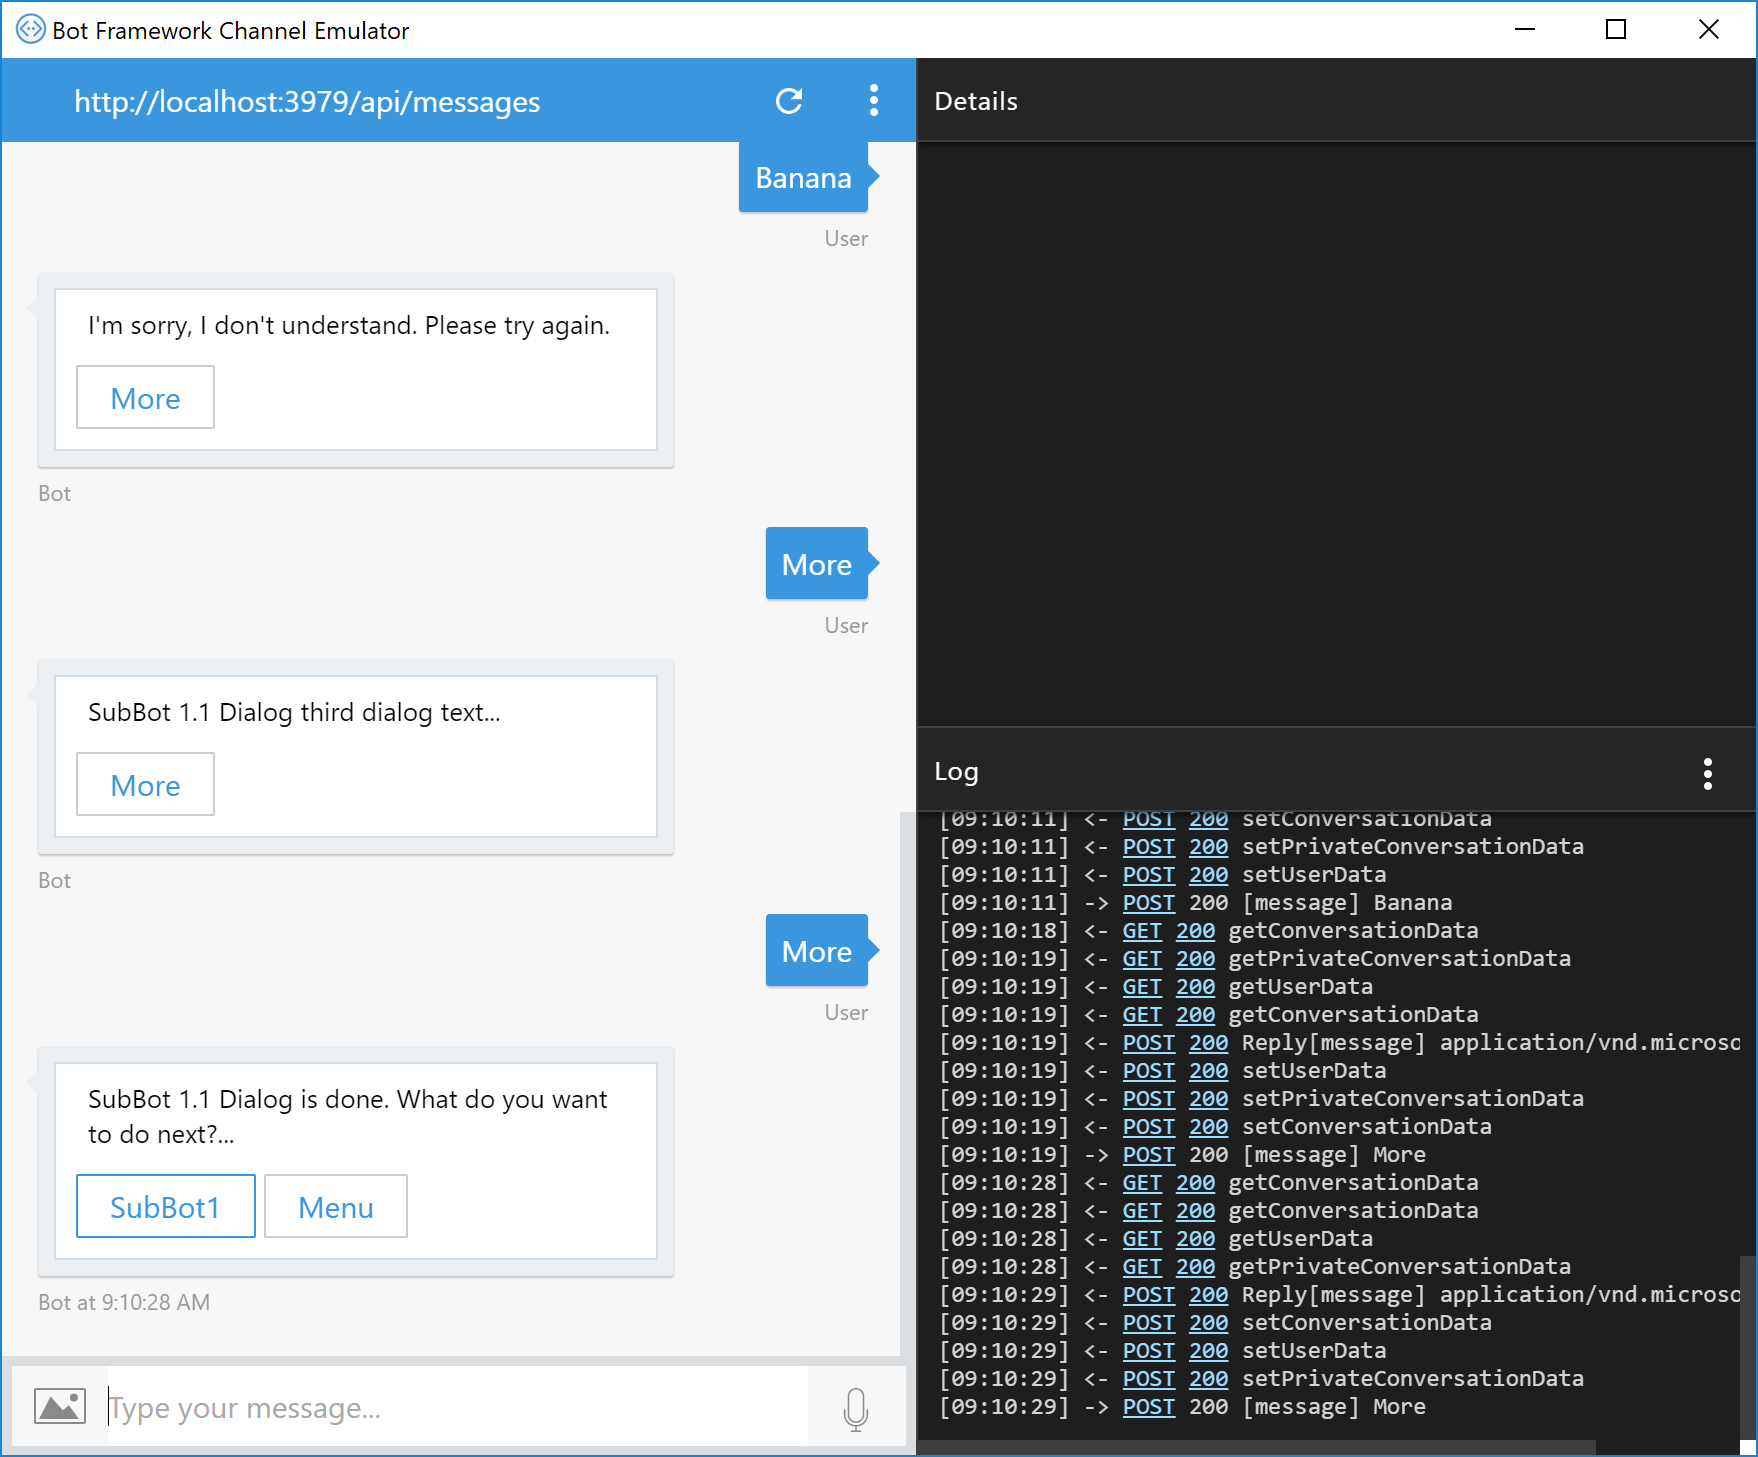 Bot Framework Channel Emulator
http://localhost:3979/api/messages
Banana
User
I'm sorry, I don't understand. Please try again.
More
Bot
More
User
SubBot 1.1 Dialog third dialog text...
More
Bot
More
User
SubBot 1.1 Dialog is done. What do you want
to do next?...
SubBot1 Menu
Bot at 9:10:28 AM
Type your message...
Details
Log
[09:10:11] <- POST 200 setConversationData
[09:10:11] <- POST 200 setPrivateConversationData
[09:10:11] <- POST 200 setUserData
[09:10:11] -> POST 200 [message] Banana
[09:10:18] <- GET 200 getConversationData
[09:10:19] <- GET 200 getPrivateConversationData
[09:10:19] <- GET 200 getUserData
[09:10:19] <- GET 200 getConversationData
[09:10:19] <- POST 200 Reply[message] application/vnd.microso
[09:10:19] <- POST 200 setUserData
[09:10:19] <- POST 200 setPrivateConversationData
[09:10:19] <- POST 200 setConversationData
[09:10:19] -> POST 200 [message] More
[09:10:28] <- GET 200 getConversationData
[09:10:28] <- GET 200 getConversationData
[09:10:28] <- GET 200 getUserData
[09:10:28] <- GET 200 getPrivateConversationData
[09:10:29] <- POST 200 Reply[message] application/vnd.microso
[09:10:29] <- POST 200 setConversationData
[09:10:29] <- POST 200 setUserData
[09:10:29] <- POST 200 setPrivateConversationData
[09:10:29] -> POST 200 [message] More